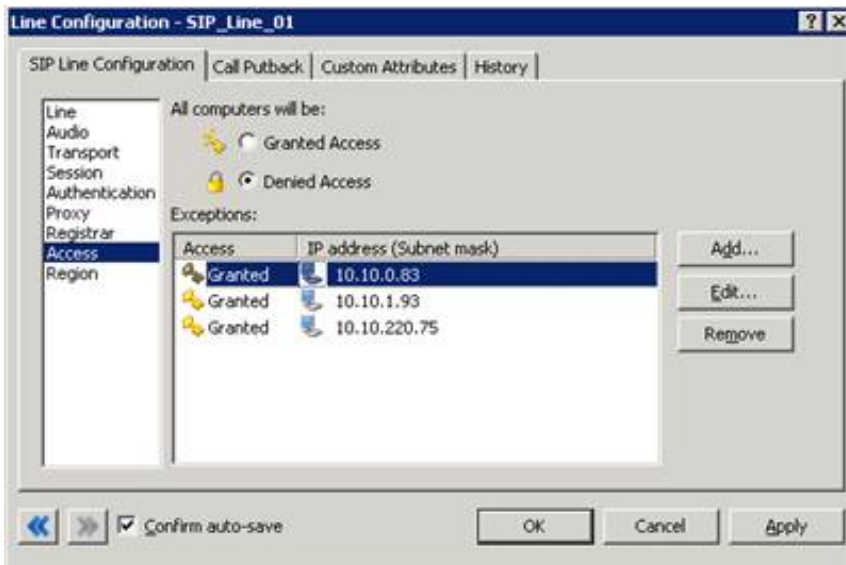 Line Configuration - SIP_Line_01
SIP Line Configuration
Call Putback
Custom Attributes
History
Line
Audio
Transport
Session
Authentication
Proxy
Registrar
Access
Region
All computers will be:
Granted Access
Denied Access
Exceptions:
Access IP address (Subnet mask)
Granted 10.10.0.83
Granted 10.10.1.93
Granted 10.10.220.75
Add...
Edit...
Remove
Confirm auto-save
OK
Cancel
Apply